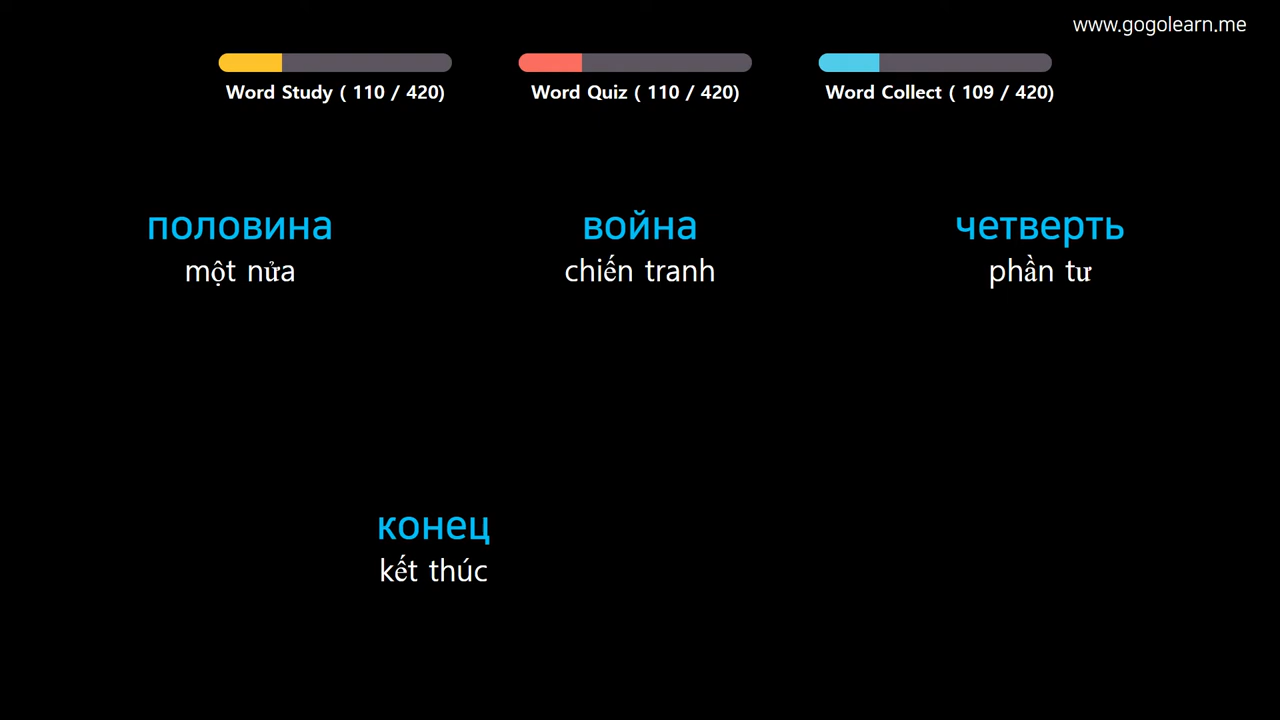 www.gogolearn.me
Word Study ( 110 / 420)
Word Quiz ( 110 / 420)
Word Collect ( 109 / 420)
половина
một nửa
война
chiến tranh
четверть
phần tư
конец
kết thúc